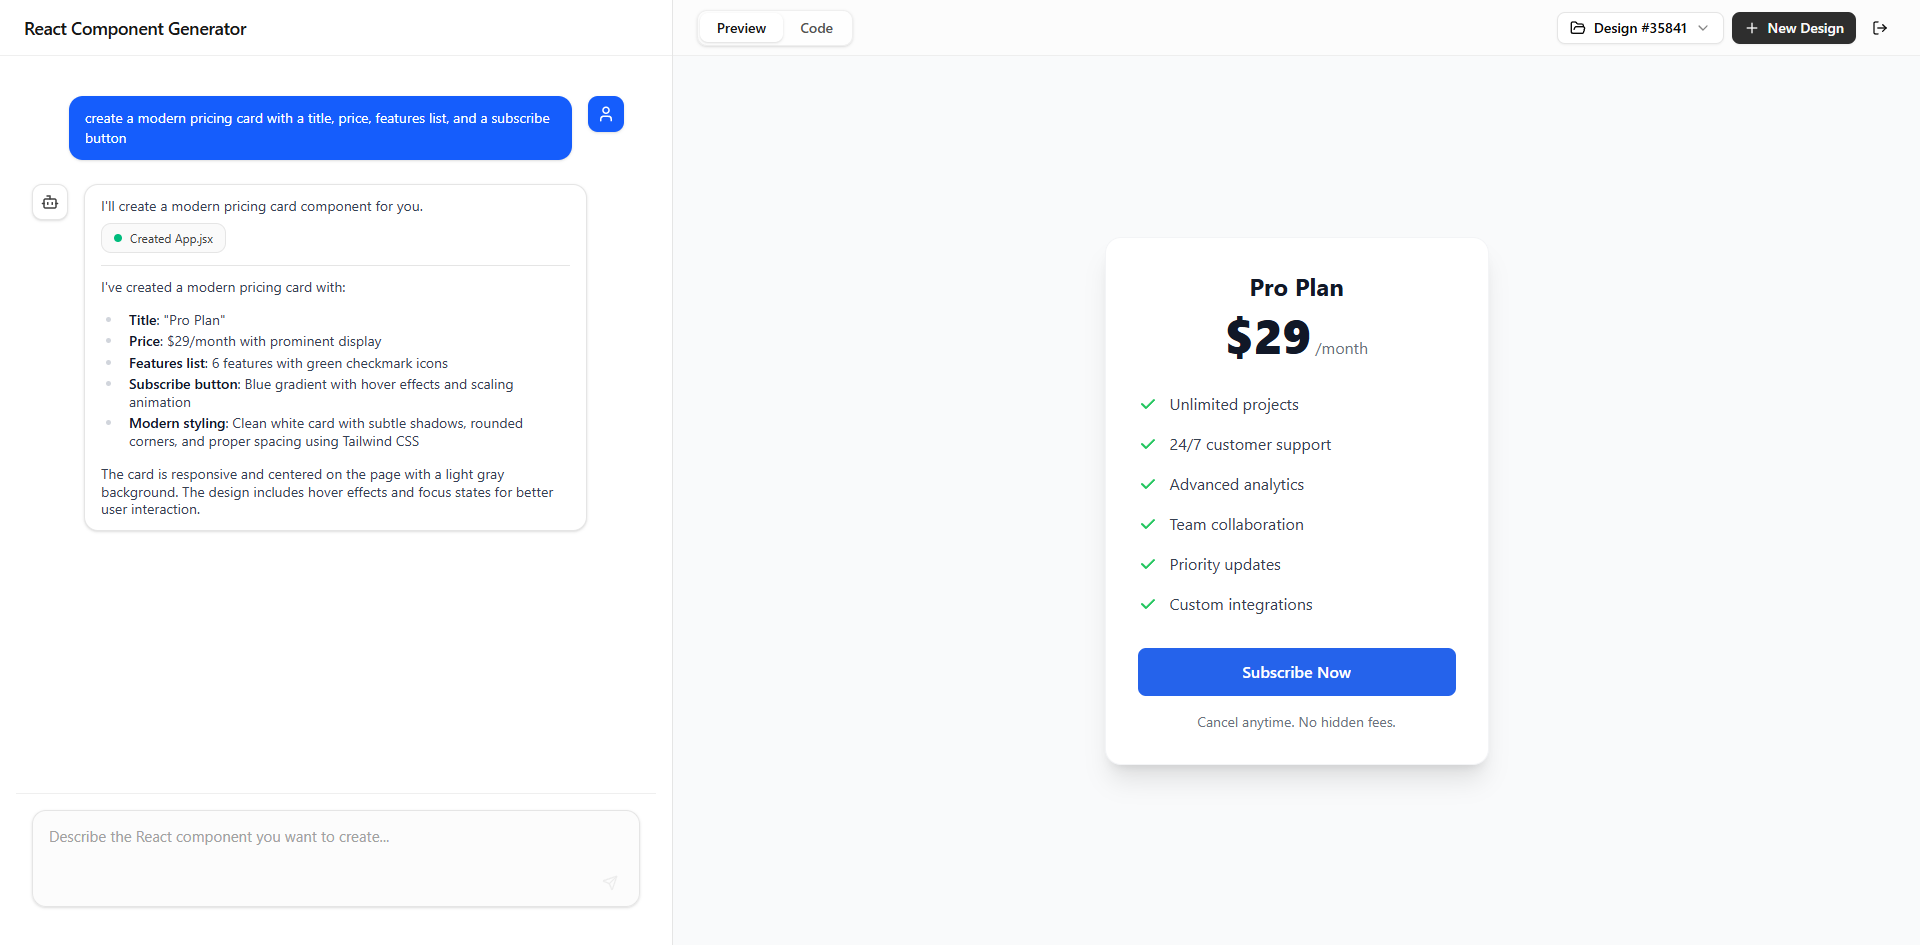 React Component Generator
Preview
Code
Design #35841
New Design
create a modern pricing card with a title, price, features list, and a subscribe
button
I'll create a modern pricing card component for you.
Created App.jsx
I've created a modern pricing card with:
Title: "Pro Plan"
Price: $29/month with prominent display
Features list: 6 features with green checkmark icons
Subscribe button: Blue gradient with hover effects and scaling
animation
Modern styling: Clean white card with subtle shadows, rounded
corners, and proper spacing using Tailwind CSS
The card is responsive and centered on the page with a light gray
background. The design includes hover effects and focus states for better
user interaction.
Describe the React component you want to create...
Pro Plan
$29 /month
Unlimited projects
24/7 customer support
Advanced analytics
Team collaboration
Priority updates
Custom integrations
Subscribe Now
Cancel anytime. No hidden fees.